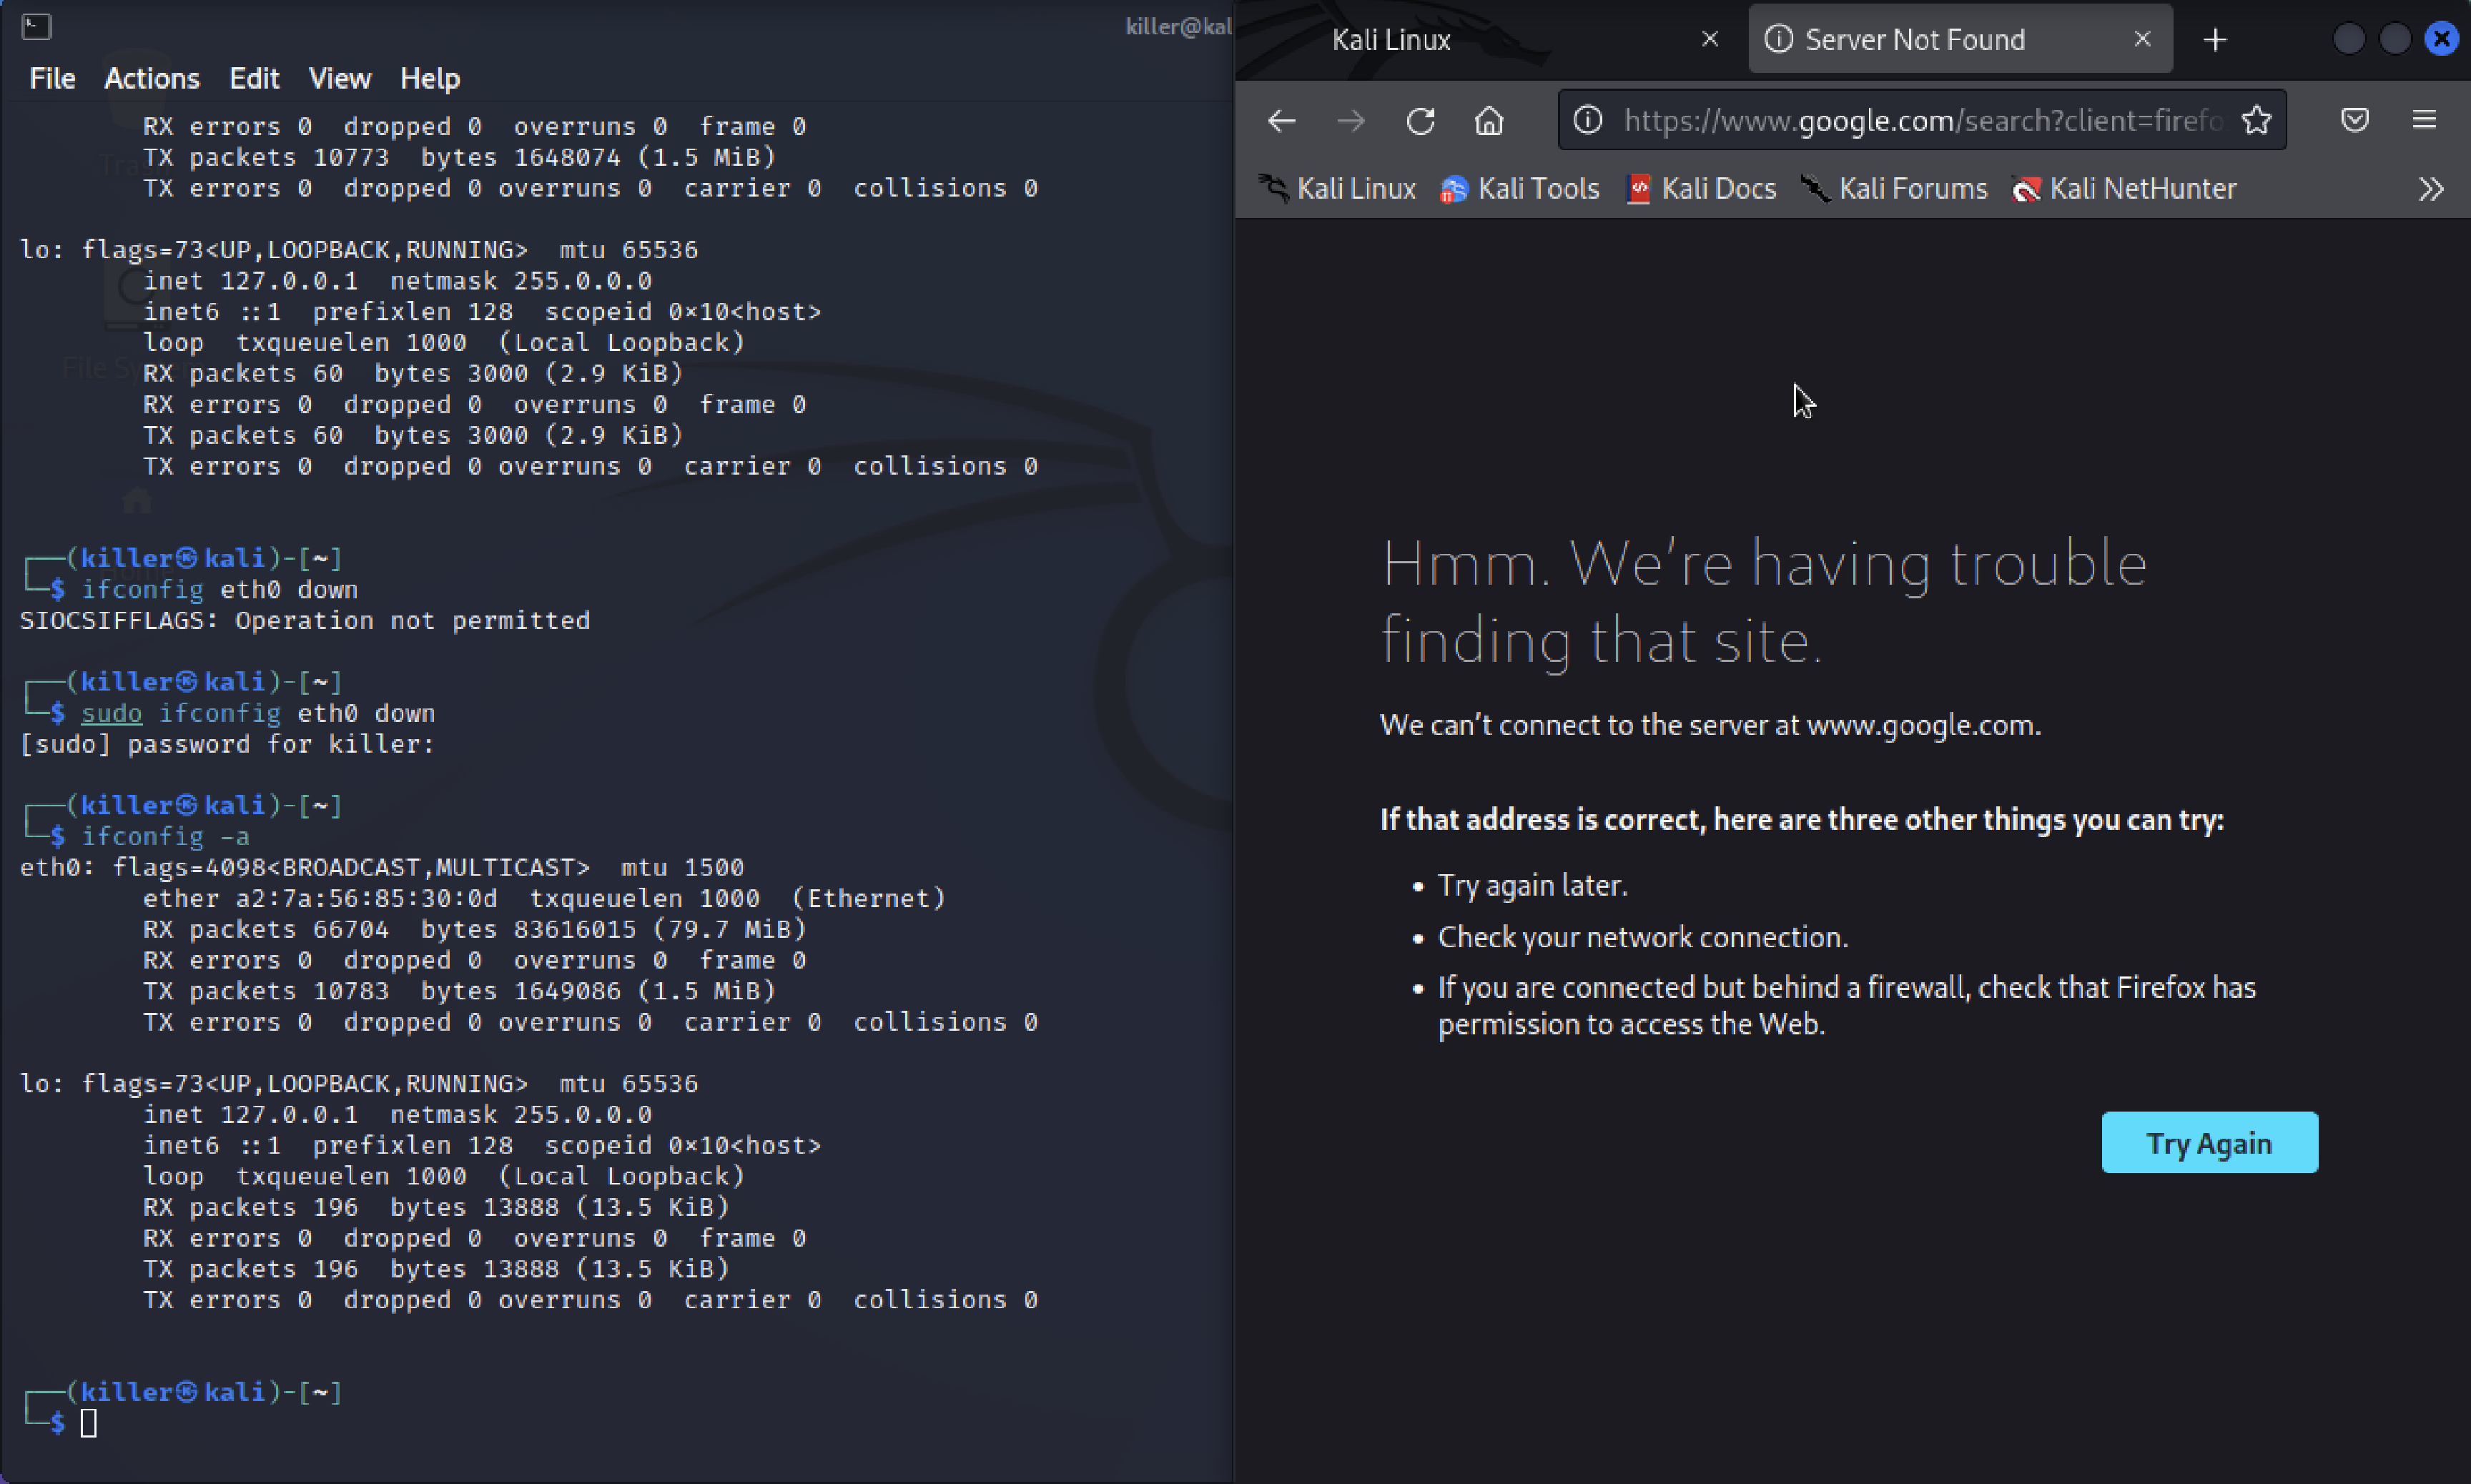 killer@kal
File Actions Edit View Help
RX errors 0 dropped 0 overruns 0 frame 0
TX packets 10773 bytes 1648074 (1.5 MiB)
TX errors 0 dropped 0 overruns 0 carrier 0 collisions 0
lo: flags=73<UP,LOOPBACK,RUNNING> mtu 65536
inet 127.0.0.1 netmask 255.0.0.0
inet6 ::1 prefixlen 128 scopeid 0×10<host>
loop txqueuelen 1000 (Local Loopback)
RX packets 60 bytes 3000 (2.9 KiB)
RX errors 0 dropped 0 overruns 0 frame 0
TX packets 60 bytes 3000 (2.9 KiB)
TX errors 0 dropped 0 overruns 0 carrier 0 collisions 0
┌──(killer㉿kali)-[~]
└─$ ifconfig eth0 down
SIOCSIFFLAGS: Operation not permitted
┌──(killer㉿kali)-[~]
└─$ sudo ifconfig eth0 down
[sudo] password for killer:
┌──(killer㉿kali)-[~]
└─$ ifconfig -a
eth0: flags=4098<BROADCAST,MULTICAST> mtu 1500
ether a2:7a:56:85:30:0d txqueuelen 1000 (Ethernet)
RX packets 66704 bytes 83616015 (79.7 MiB)
RX errors 0 dropped 0 overruns 0 frame 0
TX packets 10783 bytes 1649086 (1.5 MiB)
TX errors 0 dropped 0 overruns 0 carrier 0 collisions 0
lo: flags=73<UP,LOOPBACK,RUNNING> mtu 65536
inet 127.0.0.1 netmask 255.0.0.0
inet6 ::1 prefixlen 128 scopeid 0×10<host>
loop txqueuelen 1000 (Local Loopback)
RX packets 196 bytes 13888 (13.5 KiB)
RX errors 0 dropped 0 overruns 0 frame 0
TX packets 196 bytes 13888 (13.5 KiB)
TX errors 0 dropped 0 overruns 0 carrier 0 collisions 0
┌──(killer㉿kali)-[~]
└─$
Kali Linux
Server Not Found
https://www.google.com/search?client=firefo
Kali Linux Kali Tools Kali Docs Kali Forums Kali NetHunter
Hmm. We're having trouble
finding that site.
We can't connect to the server at www.google.com.
If that address is correct, here are three other things you can try:
• Try again later.
• Check your network connection.
• If you are connected but behind a firewall, check that Firefox has
permission to access the Web.
Try Again